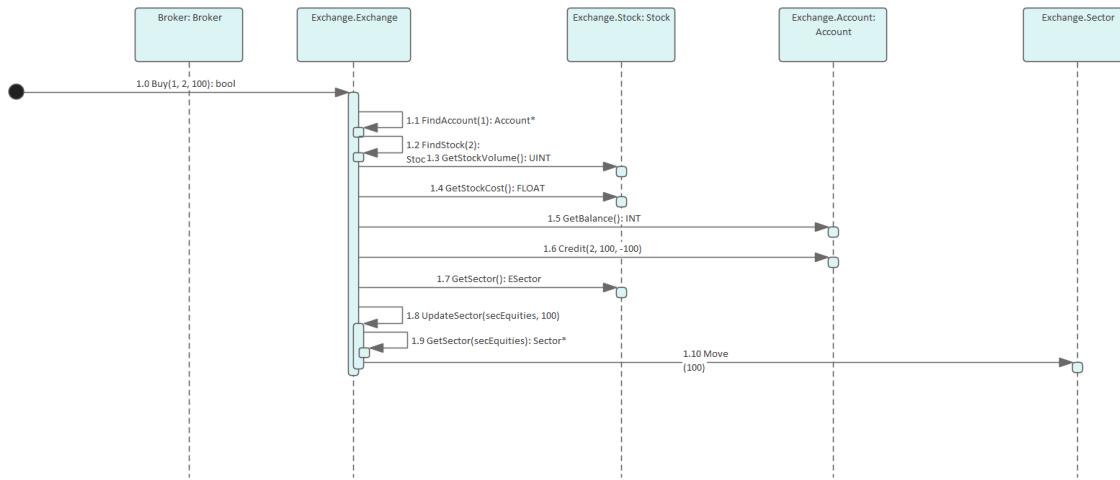 Broker: Broker
Exchange.Exchange
Exchange.Stock: Stock
Exchange.Account:
Account
Exchange.Sector
1.0 Buy(1, 2, 100): bool
1.1 FindAccount(1): Account*
1.2 FindStock(2):
Stoc
1.3 GetStockVolume(): UINT
1.4 GetStockCost(): FLOAT
1.5 GetBalance(): INT
1.6 Credit(2, 100, -100)
1.7 GetSector(): ESector
1.8 UpdateSector(secEquities, 100)
1.9 GetSector(secEquities): Sector*
1.10 Move
(100)